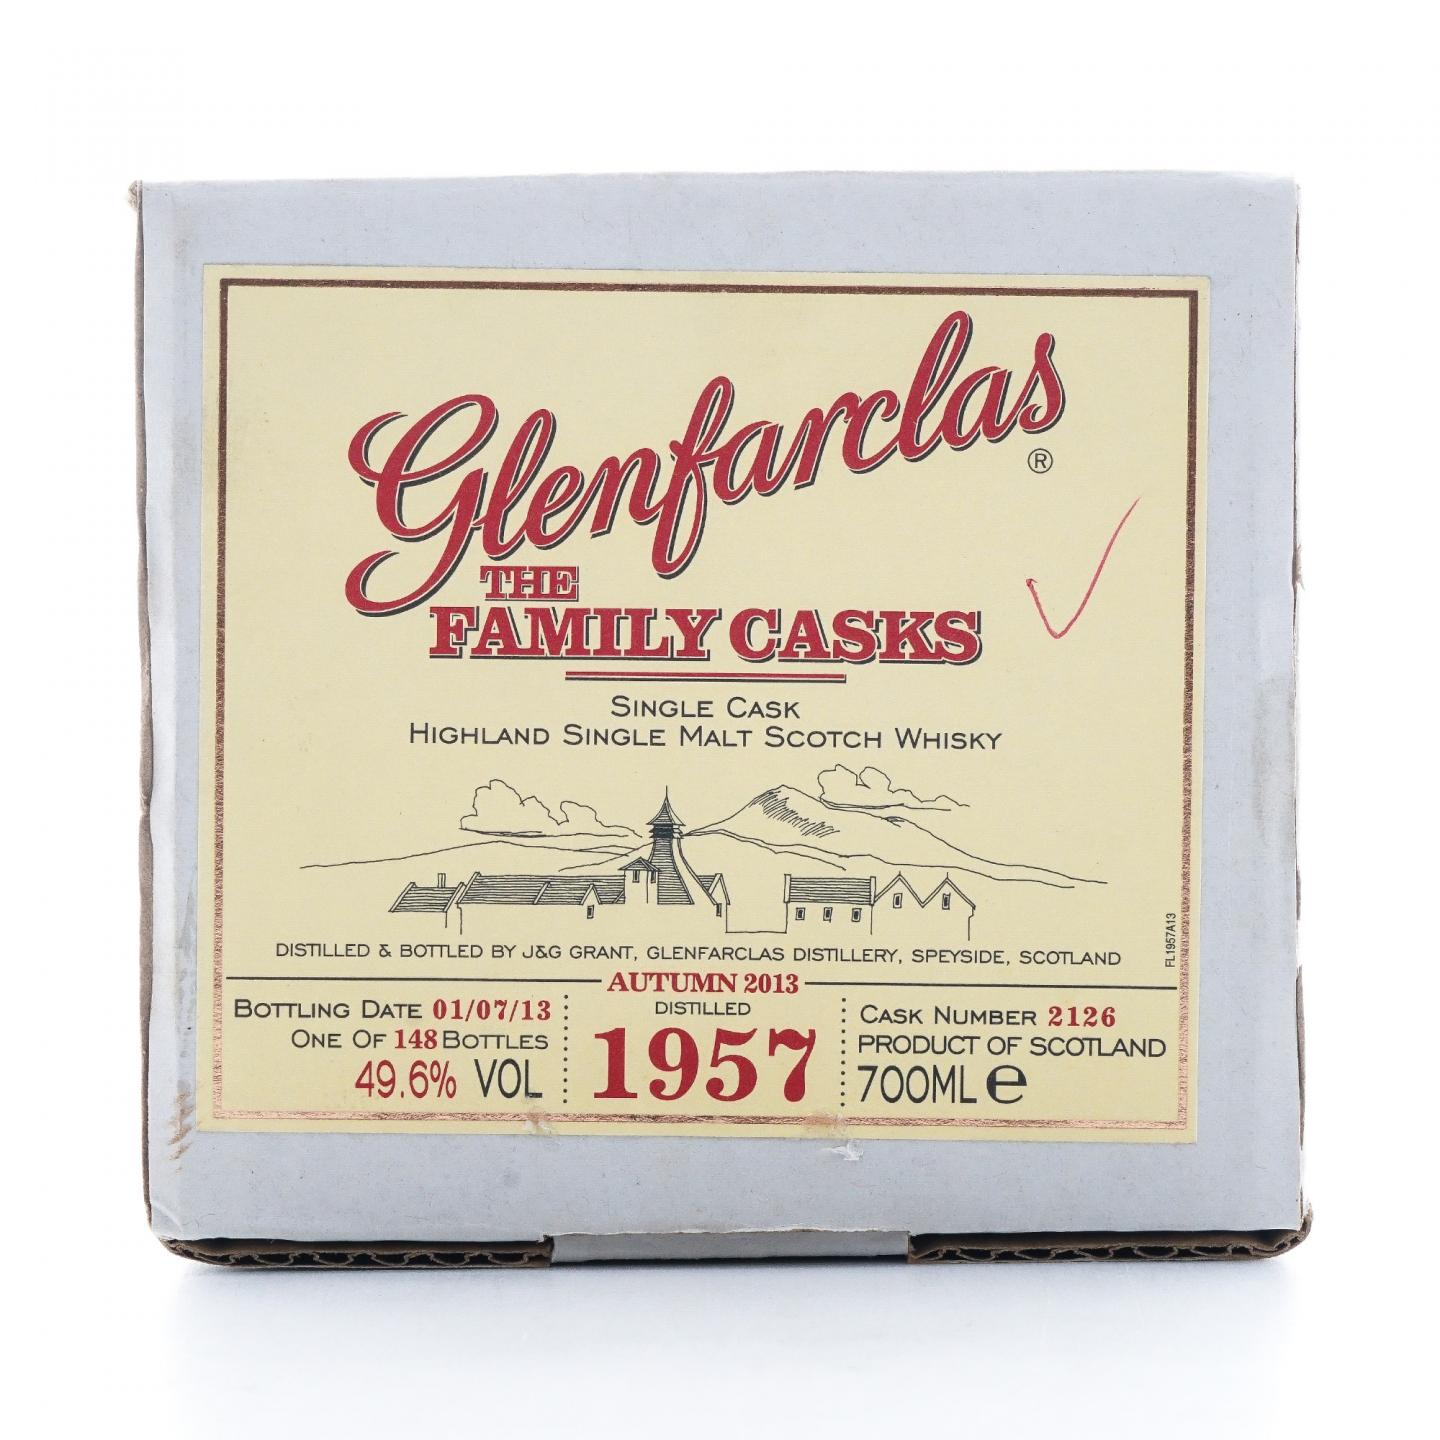 Glenfarclas
®
THE
FAMILY CASKS
SINGLE CASK
HIGHLAND SINGLE MALT SCOTCH WHISKY
DISTILLED & BOTTLED BY J&G GRANT, GLENFARCLAS DISTILLERY, SPEYSIDE, SCOTLAND
FL1957A13
AUTUMN 2013
BOTTLING DATE 01/07/13
ONE OF 148 BOTTLES
49.6% VOL
DISTILLED
1957
CASK NUMBER 2126
PRODUCT OF SCOTLAND
700ML e